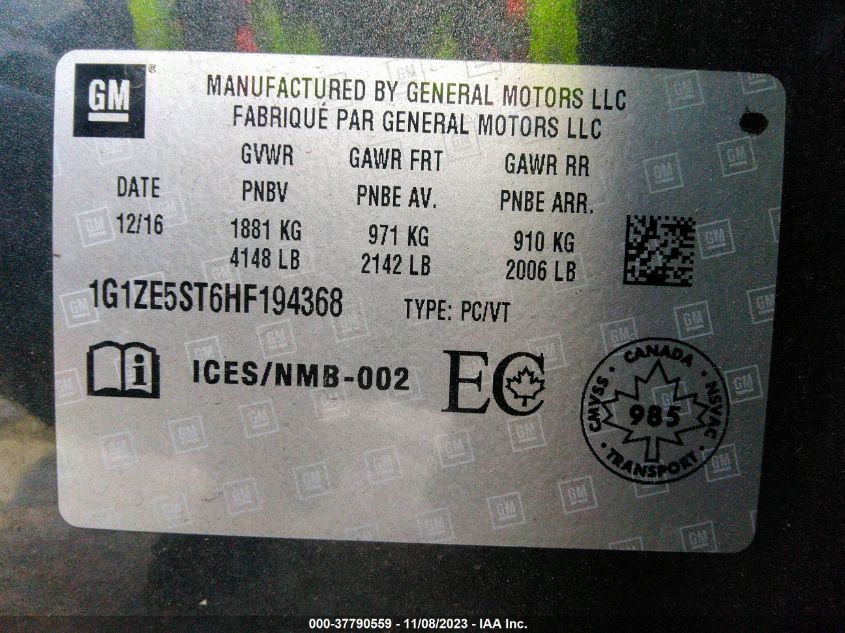 GM ®
MANUFACTURED BY GENERAL MOTORS LLC
FABRIQUÉ PAR GENERAL MOTORS LLC
GVWR GAWR FRT GAWR RR
DATE PNBV PNBE AV. PNBE ARR.
12/16 1881 KG 971 KG 910 KG
4148 LB 2142 LB 2006 LB
1G1ZE5ST6HF194368 TYPE: PC/VT
i ICES/NMB-002 EC
CANADA
CMVSS 985 NSVAC
TRANSPORT
000-37790559 - 11/08/2023 - IAA Inc.